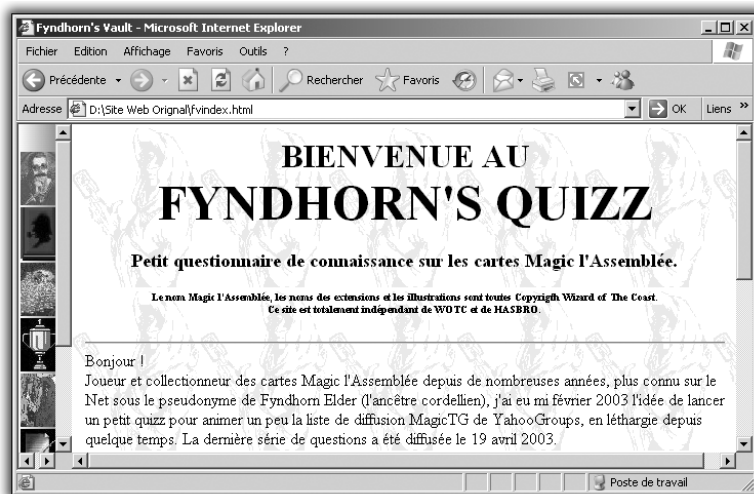 Fyndhorn's Vault - Microsoft Internet Explorer
Fichier Edition Affichage Favoris Outils ?
Précédente Rechercher Favoris
Adresse D:\Site Web Orignal\fvindex.html OK Liens »
BIENVENUE AU
FYNDHORN'S QUIZZ
Petit questionnaire de connaissance sur les cartes Magic l'Assemblée.
Le nom Magic l'Assemblée, les noms des extensions et les illustrations sont toutes Copyrigth Wizard of The Coast.
Ce site est totalement indépendant de WOTC et de HASBRO.
Bonjour !
Joueur et collectionneur des cartes Magic l'Assemblée depuis de nombreuses années, plus connu sur le
Net sous le pseudonyme de Fyndhorn Elder (l'ancêtre cordellien), j'ai eu mi février 2003 l'idée de lancer
un petit quizz pour animer un peu la liste de diffusion MagicTG de YahooGroups, en léthargie depuis
quelque temps. La dernière série de questions a été diffusée le 19 avril 2003.
Poste de travail